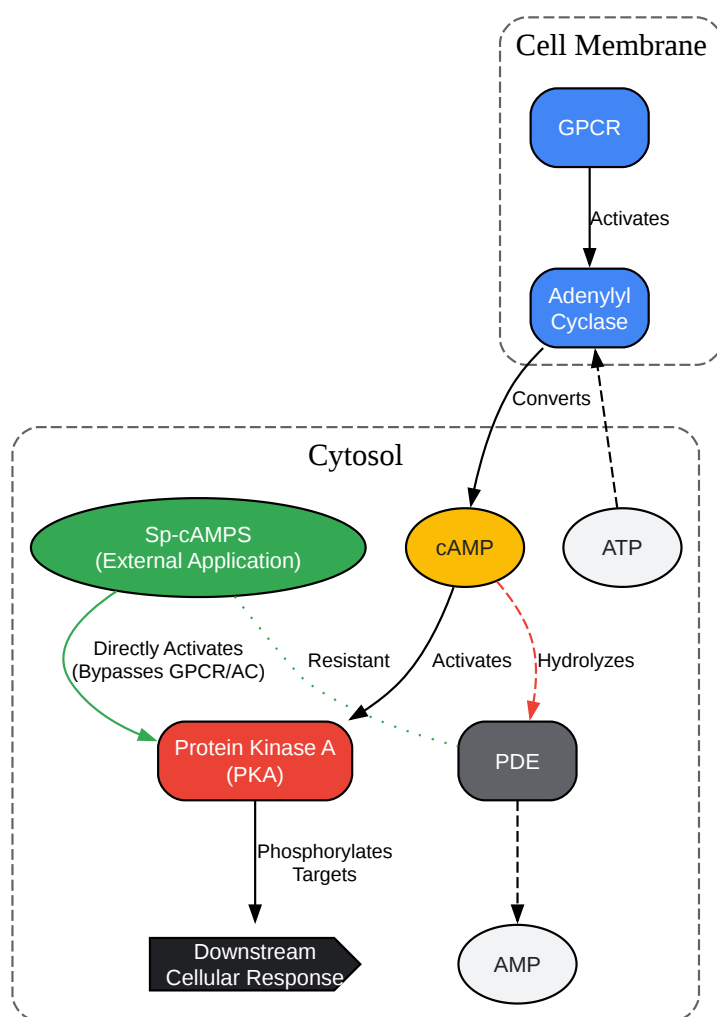 Cell Membrane
GPCR
Activates
Adenylyl
Cyclase
Converts
Cytosol
Sp-cAMPS
(External Application)
cAMP
ATP
Directly Activates
(Bypasses GPCR/AC)
Resistant
Activates
Hydrolyzes
Protein Kinase A
(PKA)
PDE
Phosphorylates
Targets
Downstream
Cellular Response
AMP